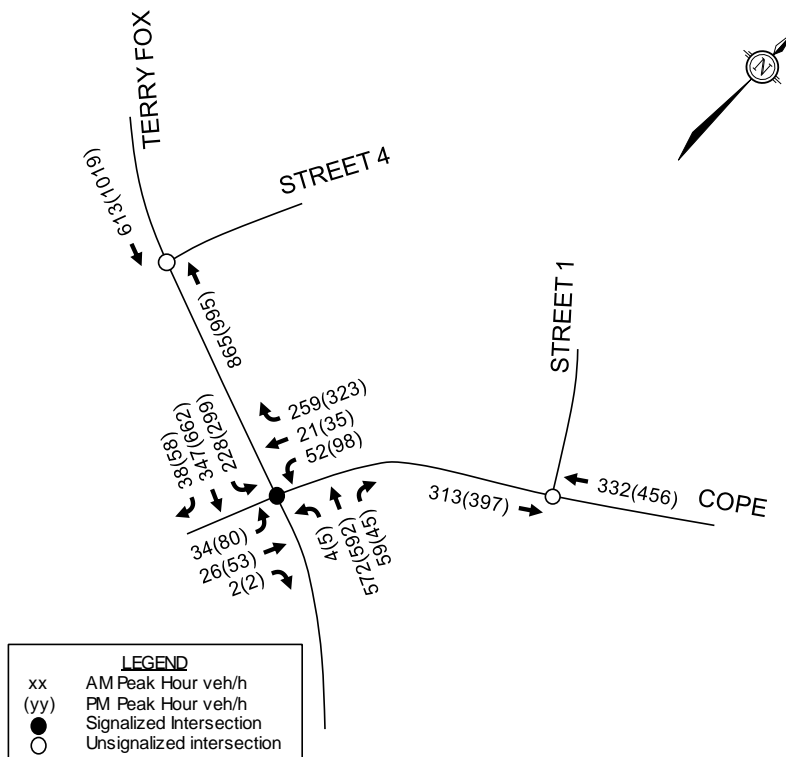 TERRY FOX
N
STREET 4
613(1019)
STREET 1
865(995)
259(323)
21(35)
52(98)
228(299)
347(662)
38(58)
313(397)
332(456)
COPE
34(80)
26(53)
2(2)
4(5)
572(592)
59(45)
LEGEND
xx AM Peak Hour veh/h
(yy) PM Peak Hour veh/h
Signalized Intersection
Unsignalized intersection